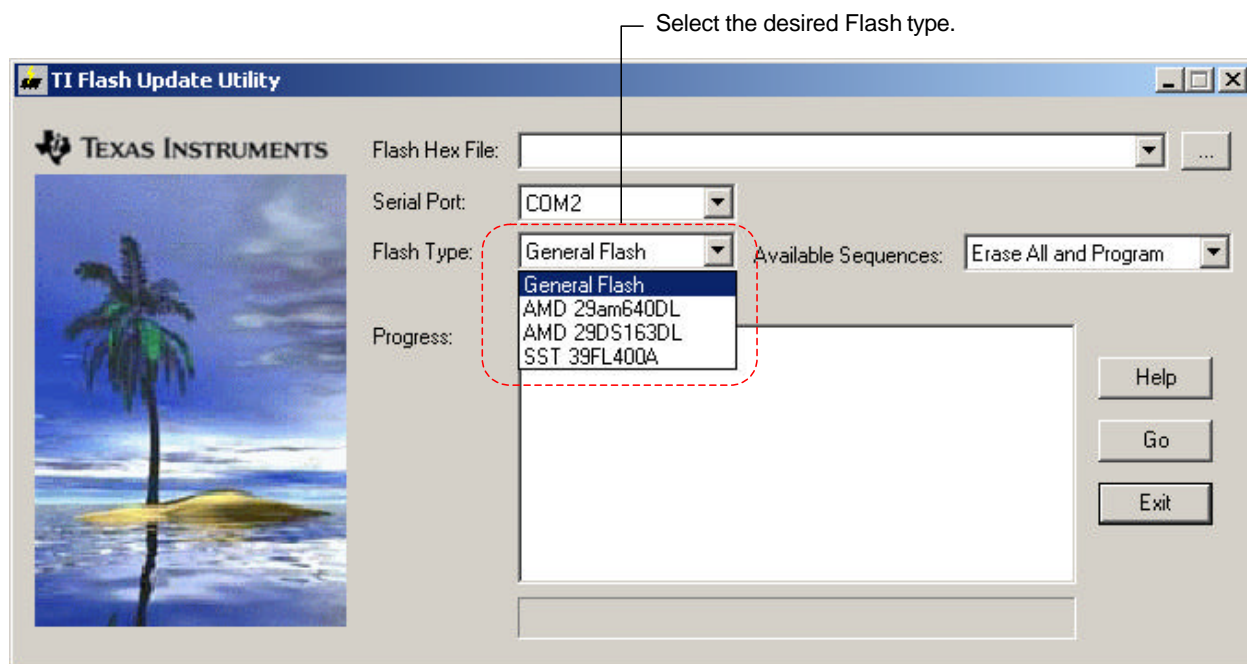 Select the desired Flash type.
TI Flash Update Utility
TEXAS INSTRUMENTS
Flash Hex File:
...
Serial Port:
COM2
Flash Type:
General Flash
Available Sequences:
Erase All and Program
General Flash
AMD 29am640DL
AMD 29DS163DL
SST 39FL400A
Progress:
Help
Go
Exit